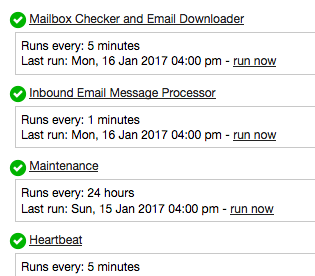 Mailbox Checker and Email Downloader
Runs every: 5 minutes
Last run: Mon, 16 Jan 2017 04:00 pm - run now
Inbound Email Message Processor
Runs every: 1 minutes
Last run: Mon, 16 Jan 2017 04:00 pm - run now
Maintenance
Runs every: 24 hours
Last run: Sun, 15 Jan 2017 04:00 pm - run now
Heartbeat
Runs every: 5 minutes